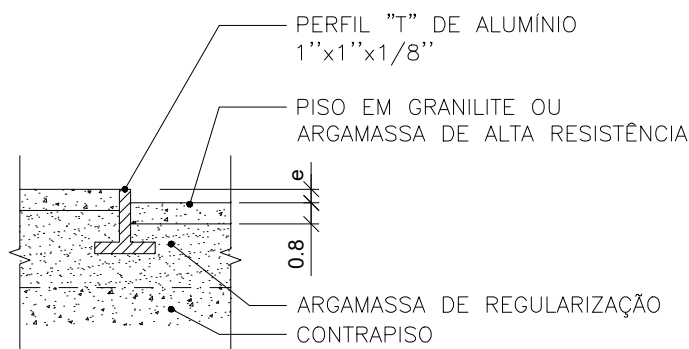 PERFIL "T" DE ALUMÍNIO
1''x1''x1/8''
PISO EM GRANILITE OU
ARGAMASSA DE ALTA RESISTÊNCIA
e
0.8
ARGAMASSA DE REGULARIZAÇÃO
CONTRAPISO